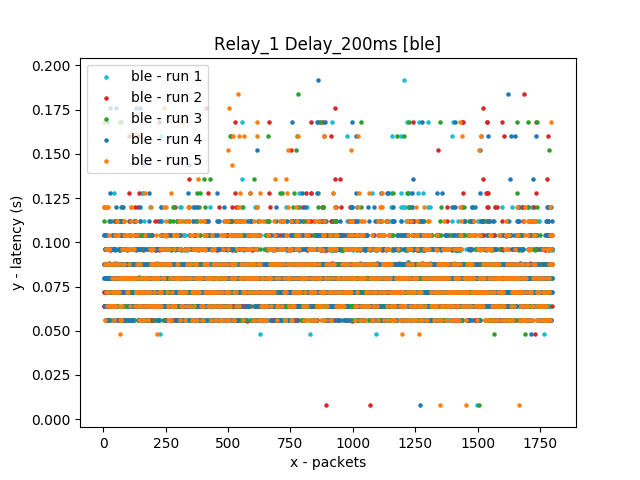 Relay_1 Delay_200ms [ble]
y - latency (s)
0.200
0.175
0.150
0.125
0.100
0.075
0.050
0.025
0.000
ble - run 1
ble - run 2
ble - run 3
ble - run 4
ble - run 5
0 250 500 750 1000 1250 1500 1750
x - packets